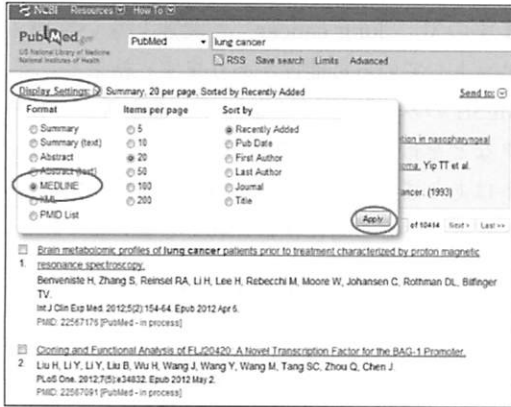 NCBI Resources How To
PubMed.gov
US National Library of Medicine
National Institutes of Health
PubMed
lung cancer
RSS Save search Limits Advanced
Display Settings: Summary, 20 per page, Sorted by Recently Added
Send to:
Format Items per page Sort by
Summary 5 Recently Added
Summary (text) 10 Pub Date
Abstract 20 First Author
Abstract (text) 50 Last Author
MEDLINE 100 Journal
XML 200 Title
PMID List
Apply
tion in nasopharyngeal
oma. Yip TT et al.
ancer. (1993)
of 10414 Next > Last >>
Brain metabolomic profiles of lung cancer patients prior to treatment characterized by proton magnetic
1. resonance spectroscopy.
Benveniste H, Zhang S, Reinsel RA, Li H, Lee H, Rebecchi M, Moore W, Johansen C, Rothman DL, Bilfinger
TV.
Int J Clin Exp Med. 2012;5(2):154-64. Epub 2012 Apr 6.
PMID: 22567176 [PubMed - in process]
Cloning and Functional Analysis of FLJ20420: A Novel Transcription Factor for the BAG-1 Promoter.
2. Liu H, Li Y, Li Y, Liu B, Wu H, Wang J, Wang Y, Wang M, Tang SC, Zhou Q, Chen J.
PLoS One. 2012;7(5):e34832. Epub 2012 May 2.
PMID: 22567091 [PubMed - in process]